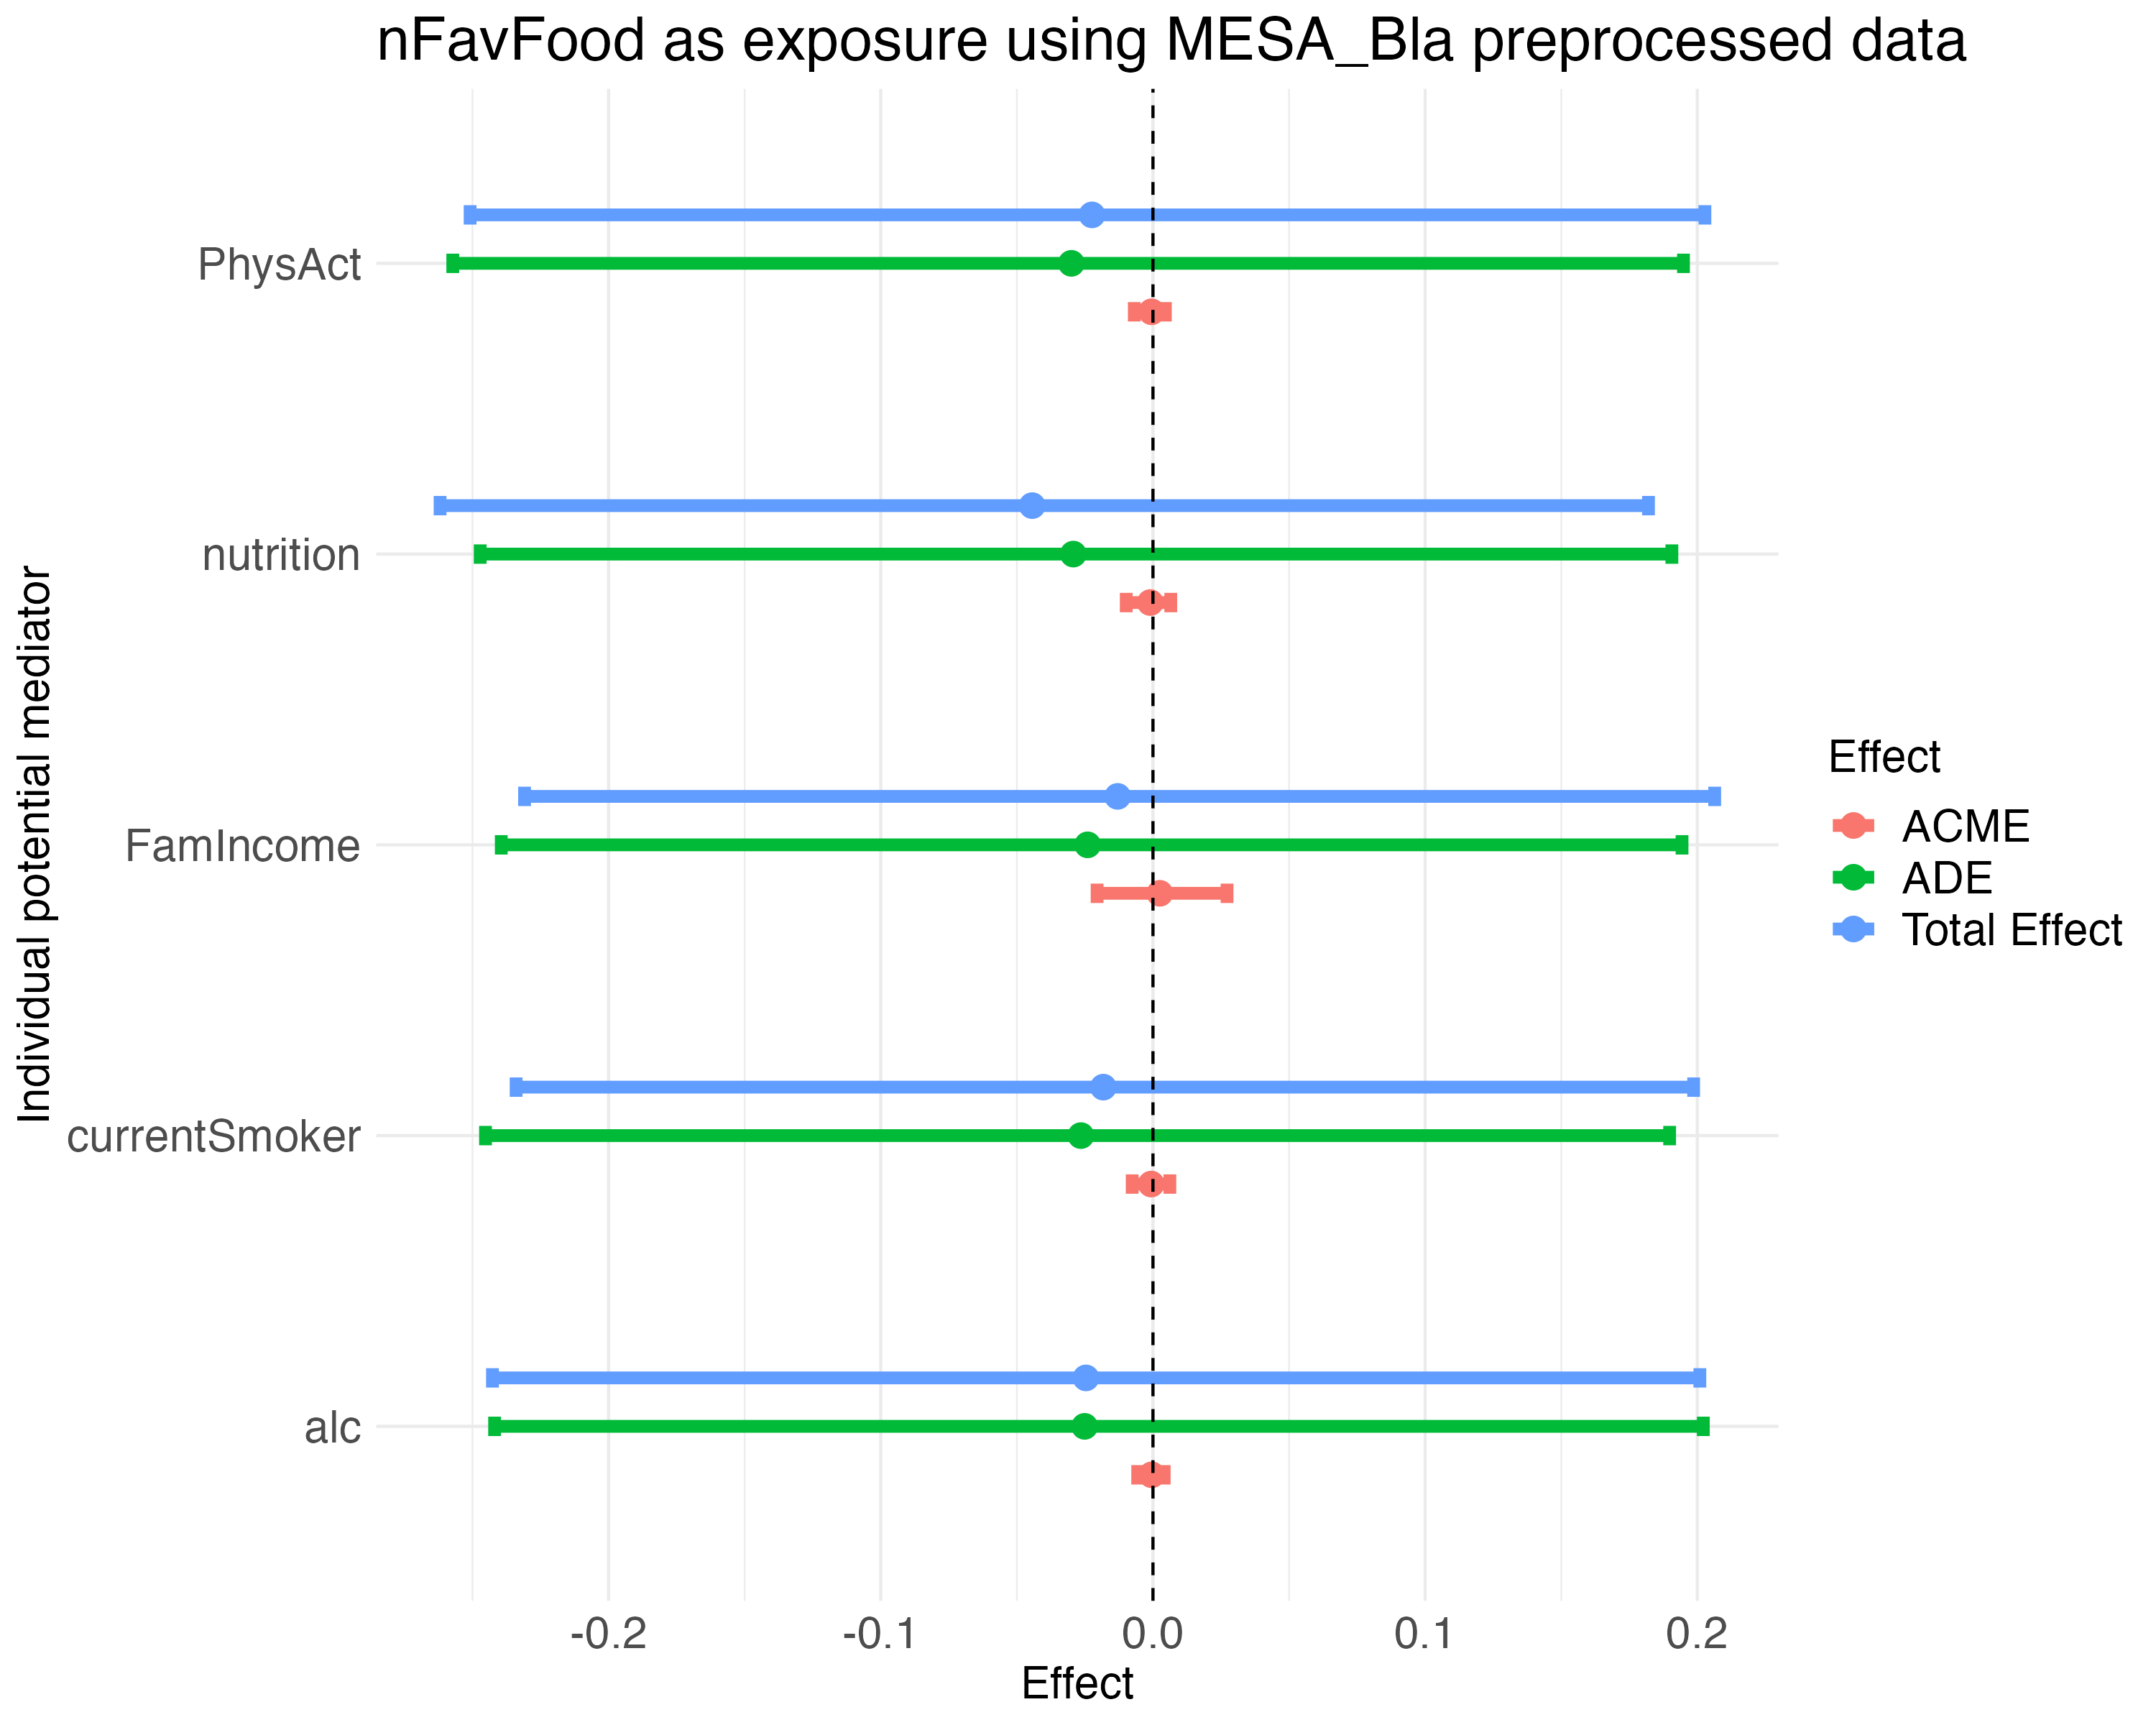 nFavFood as exposure using MESA_Bla preprocessed data
Individual potential mediator
PhysAct
nutrition
FamIncome
currentSmoker
alc
-0.2
-0.1
0.0
0.1
0.2
Effect
Effect
ACME
ADE
Total Effect